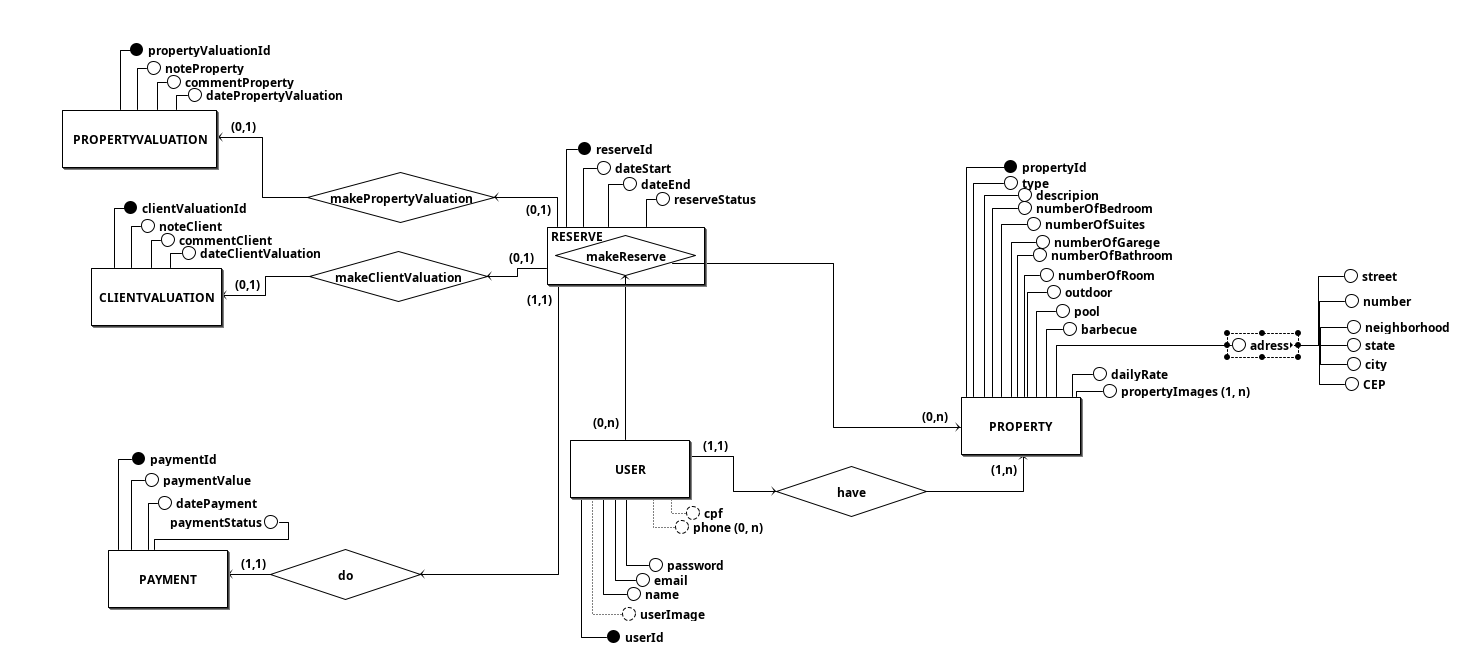 propertyValuationId
noteProperty
commentProperty
datePropertyValuation
PROPERTYVALUATION
(0,1)
makePropertyValuation
(0,1)
clientValuationId
noteClient
commentClient
dateClientValuation
CLIENTVALUATION
(0,1)
makeClientValuation
(0,1)
reserveId
dateStart
dateEnd
reserveStatus
RESERVE
makeReserve
(1,1)
propertyId
type
descripion
numberOfBedroom
numberOfSuites
numberOfGarege
numberOfBathroom
numberOfRoom
outdoor
pool
barbecue
adress
street
number
neighborhood
state
city
CEP
dailyRate
propertyImages (1, n)
(0,n)
PROPERTY
(1,n)
(0,n)
USER
(1,1)
have
cpf
phone (0, n)
password
email
name
userImage
userId
paymentId
paymentValue
datePayment
paymentStatus
PAYMENT
(1,1)
do